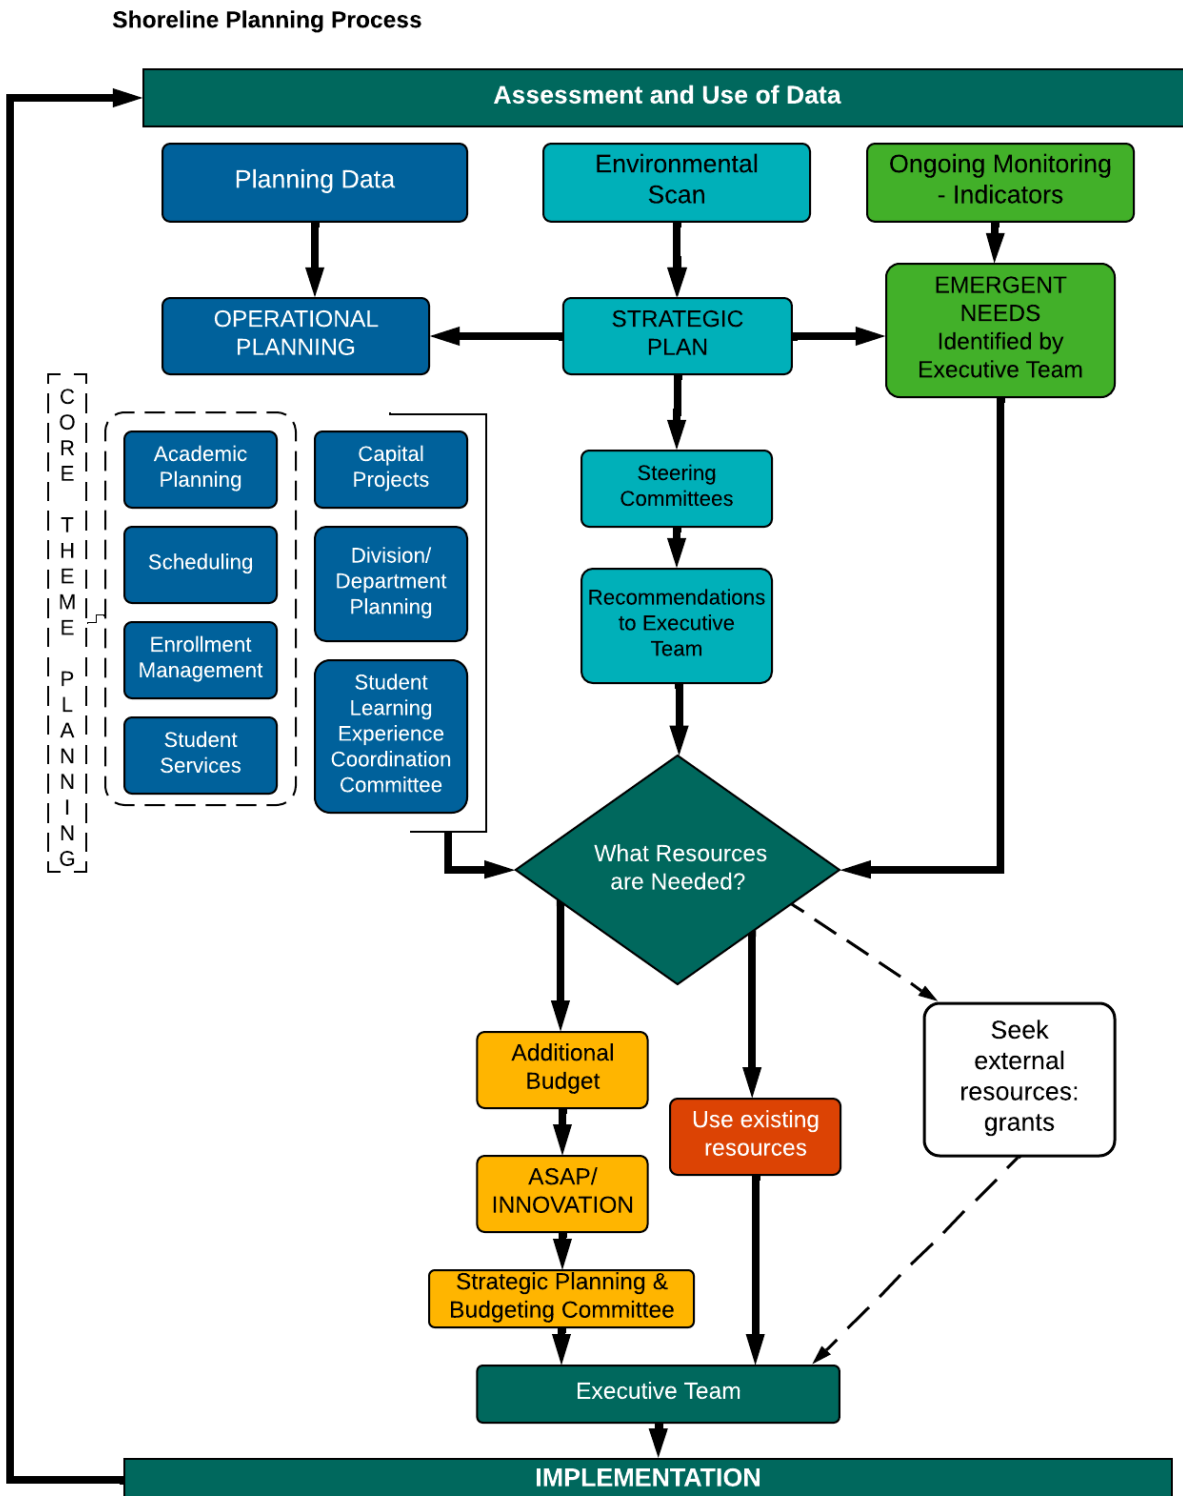 Shoreline Planning Process
Assessment and Use of Data
Planning Data
Environmental
Scan
Ongoing Monitoring
- Indicators
OPERATIONAL
PLANNING
STRATEGIC
PLAN
EMERGENT
NEEDS
Identified by
Executive Team
CORE THEME PLANNING
Academic
Planning
Scheduling
Enrollment
Management
Student
Services
Capital
Projects
Division/
Department
Planning
Student
Learning
Experience
Coordination
Committee
Steering
Committees
Recommendations
to Executive
Team
What Resources
are Needed?
Additional
Budget
ASAP/
INNOVATION
Strategic Planning &
Budgeting Committee
Use existing
resources
Seek
external
resources:
grants
Executive Team
IMPLEMENTATION